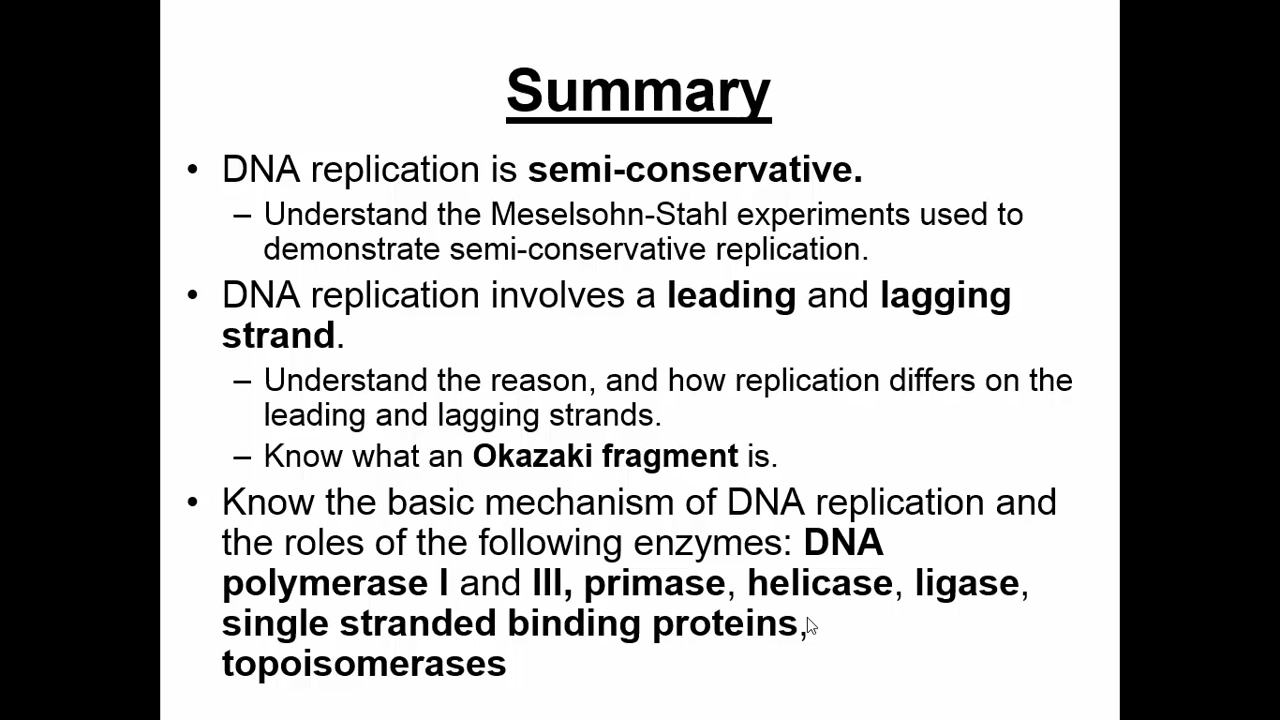 Summary
• DNA replication is semi-conservative.
– Understand the Meselsohn-Stahl experiments used to
demonstrate semi-conservative replication.
• DNA replication involves a leading and lagging
strand.
– Understand the reason, and how replication differs on the
leading and lagging strands.
– Know what an Okazaki fragment is.
• Know the basic mechanism of DNA replication and
the roles of the following enzymes: DNA
polymerase I and III, primase, helicase, ligase,
single stranded binding proteins,
topoisomerases